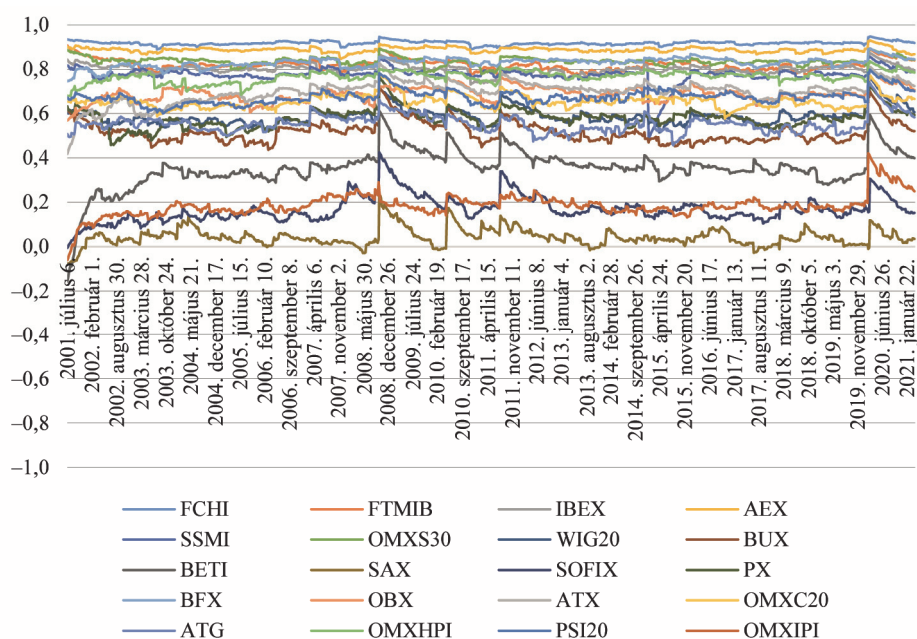 1,0
0,8
0,6
0,4
0,2
0,0
–0,2
–0,4
–0,6
–0,8
–1,0
2001. július 6.
2002. február 1.
2002. augusztus 30.
2003. március 28.
2003. október 24.
2004. május 21.
2004. december 17.
2005. július 15.
2006. február 10.
2006. szeptember 8.
2007. április 6.
2007. november 2.
2008. május 30.
2008. december 26.
2009. július 24.
2010. február 19.
2010. szeptember 17.
2011. április 15.
2011. november 11.
2012. június 8.
2013. január 4.
2013. augusztus 2.
2014. február 28.
2014. szeptember 26.
2015. április 24.
2015. november 20.
2016. június 17.
2017. január 13.
2017. augusztus 11.
2018. március 9.
2018. október 5.
2019. május 3.
2019. november 29.
2020. június 26.
2021. január 22.
FCHI FTMIB IBEX AEX
SSMI OMXS30 WIG20 BUX
BETI SAX SOFIX PX
BFX OBX ATX OMXC20
ATG OMXHPI PSI20 OMXIPI